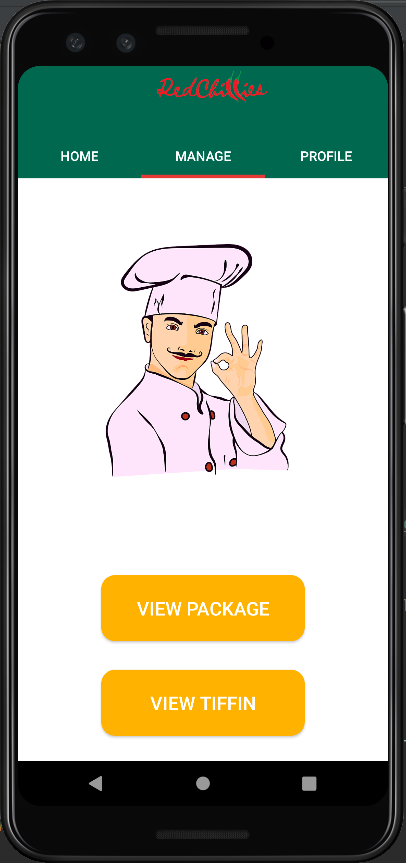 RedChillies
HOME MANAGE PROFILE
VIEW PACKAGE
VIEW TIFFIN